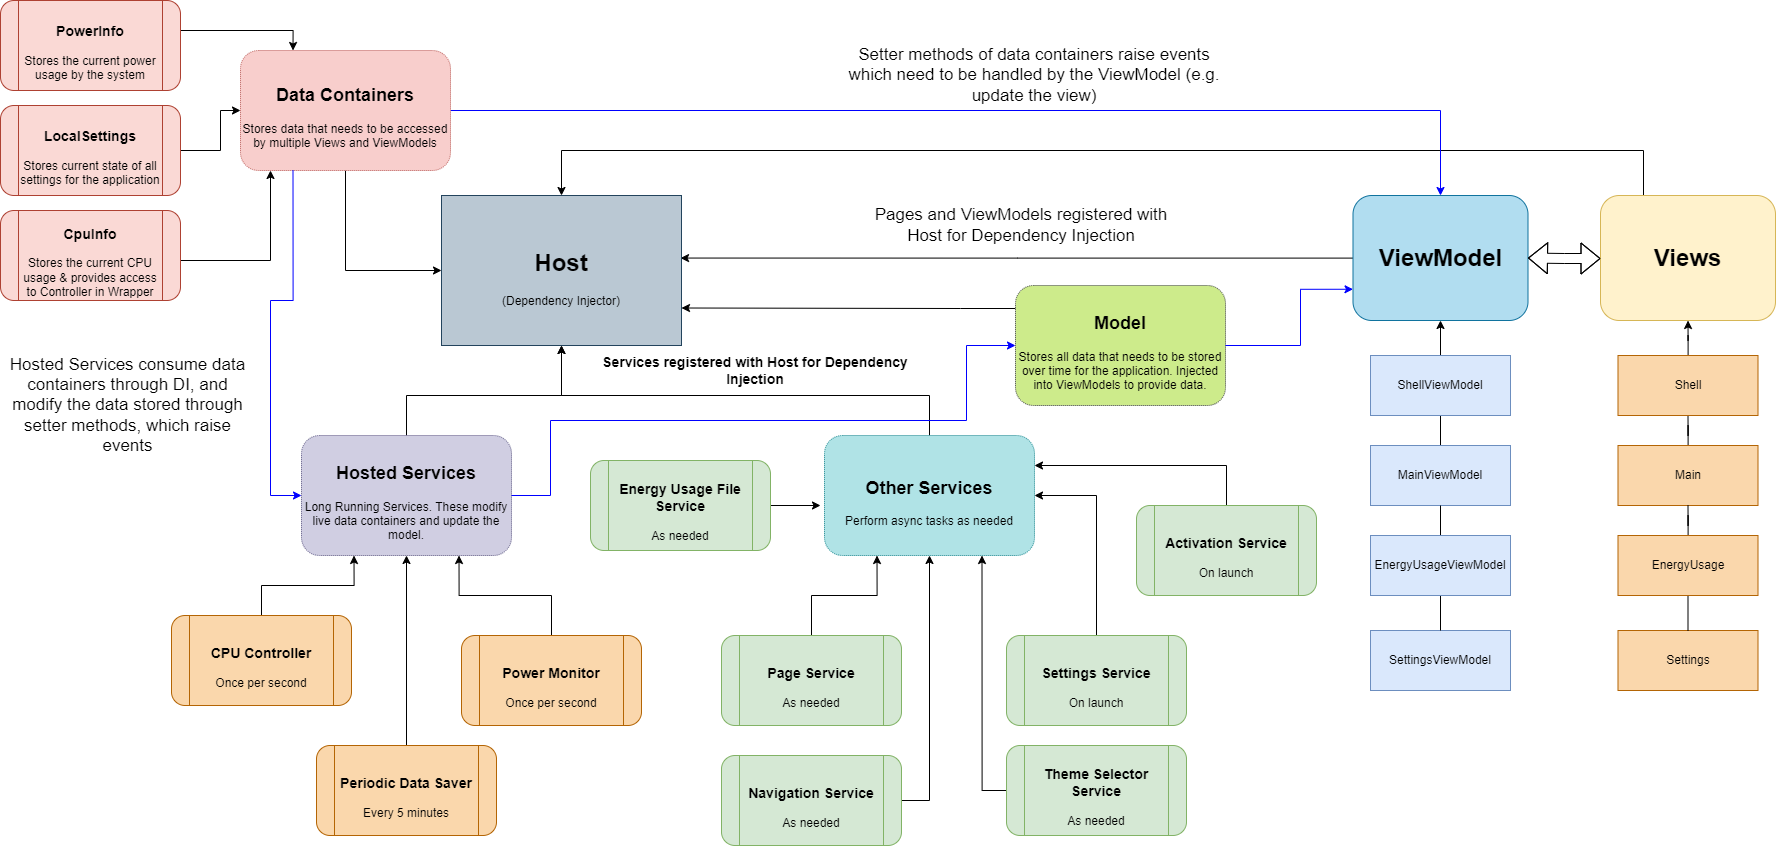 PowerInfo
Stores the current power
usage by the system
LocalSettings
Stores current state of all
settings for the application
CpuInfo
Stores the current CPU
usage & provides access
to Controller in Wrapper
Data Containers
Stores data that needs to be accessed
by multiple Views and ViewModels
Setter methods of data containers raise events
which need to be handled by the ViewModel (e.g.
update the view)
Host
(Dependency Injector)
Pages and ViewModels registered with
Host for Dependency Injection
ViewModel
Views
Model
Stores all data that needs to be stored
over time for the application. Injected
into ViewModels to provide data.
Services registered with Host for Dependency
Injection
Hosted Services consume data
containers through DI, and
modify the data stored through
setter methods, which raise
events
Hosted Services
Long Running Services. These modify
live data containers and update the
model.
Energy Usage File
Service
As needed
Other Services
Perform async tasks as needed
Activation Service
On launch
CPU Controller
Once per second
Power Monitor
Once per second
Periodic Data Saver
Every 5 minutes
Page Service
As needed
Settings Service
On launch
Navigation Service
As needed
Theme Selector
Service
As needed
ShellViewModel
MainViewModel
EnergyUsageViewModel
SettingsViewModel
Shell
Main
EnergyUsage
Settings